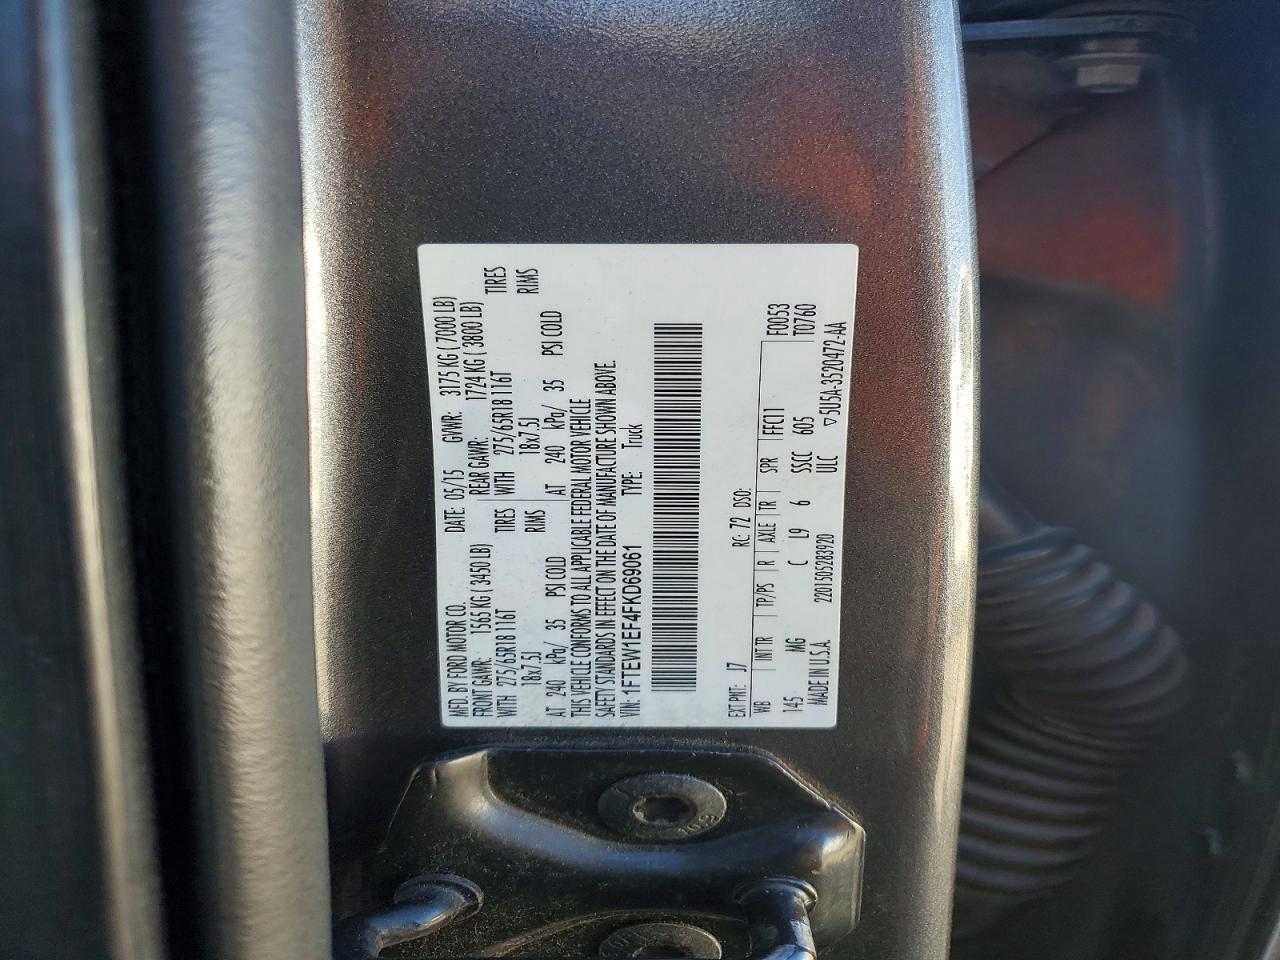 MFD. BY FORD MOTOR CO. DATE: 05/15 GVWR: 3175 KG ( 7000 LB)
FRONT GAWR: 1565 KG ( 3450 LB) REAR GAWR: 1724 KG ( 3800 LB)
WITH 275/65R18 116T TIRES WITH 275/65R18 116T TIRES
18x7.5J RIMS 18x7.5J RIMS
AT 240 kPa/ 35 PSI COLD AT 240 kPa/ 35 PSI COLD
THIS VEHICLE CONFORMS TO ALL APPLICABLE FEDERAL MOTOR VEHICLE
SAFETY STANDARDS IN EFFECT ON THE DATE OF MANUFACTURE SHOWN ABOVE.
VIN: 1FTEW1EF4FKD69061 TYPE: Truck
EXT PNT: J7 RC: 72 DSO: F0053
WB INT TR TP/PS R AXLE TR SPR FFC11 T0760
145 MG C L9 6 SSCC 605
MADE IN U.S.A. 2201505283920 ULC ▽5U5A-3520472-AA
10.9